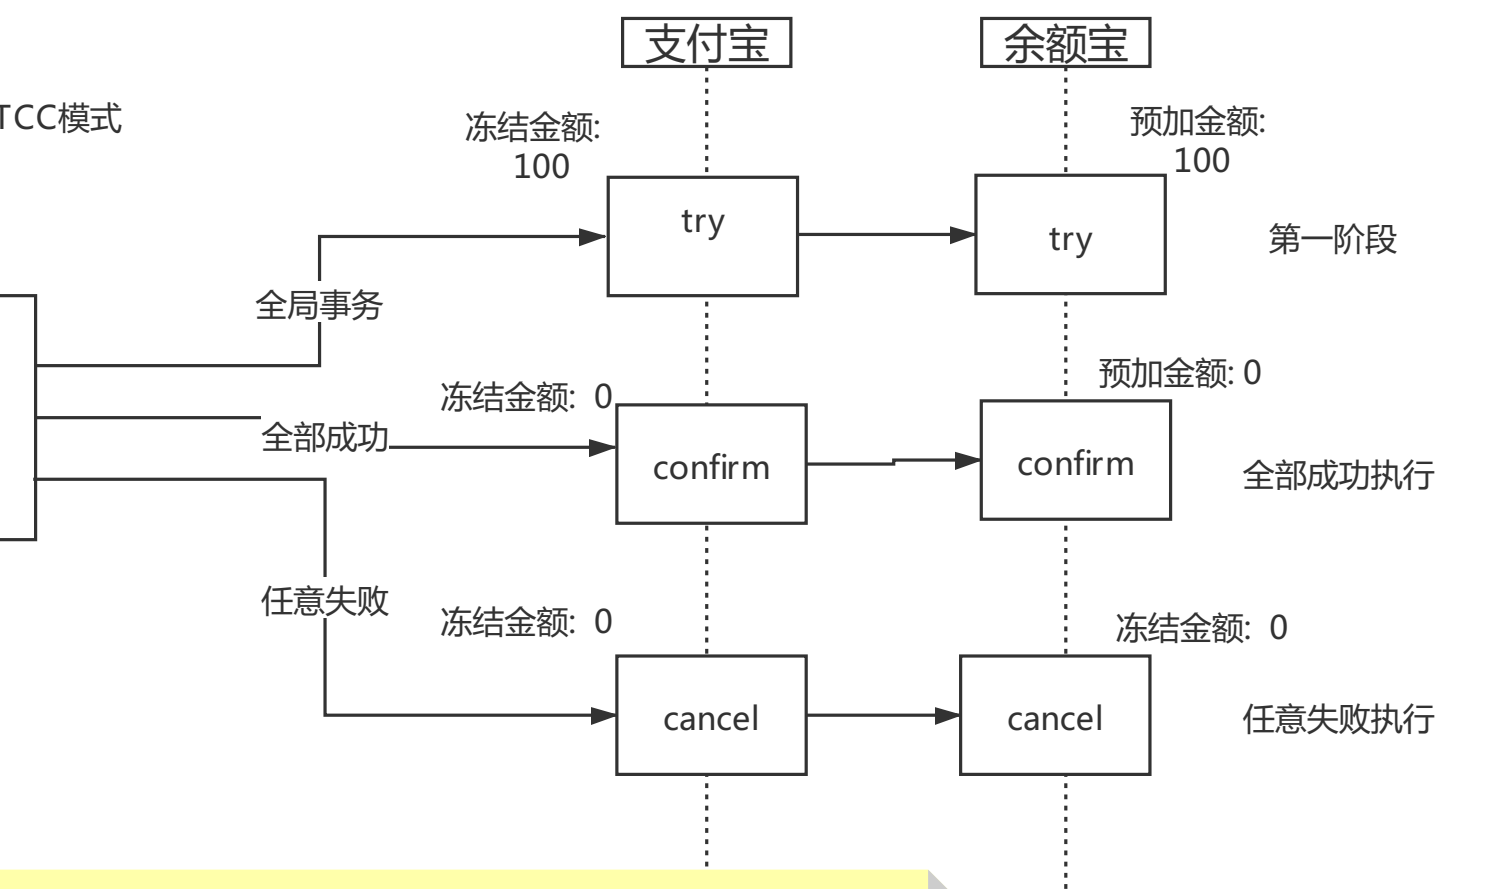 支付宝
余额宝
TCC模式
冻结金额:
100
预加金额:
100
try
try
第一阶段
全局事务
冻结金额: 0
预加金额: 0
全部成功
confirm
confirm
全部成功执行
任意失败
冻结金额: 0
冻结金额: 0
cancel
cancel
任意失败执行